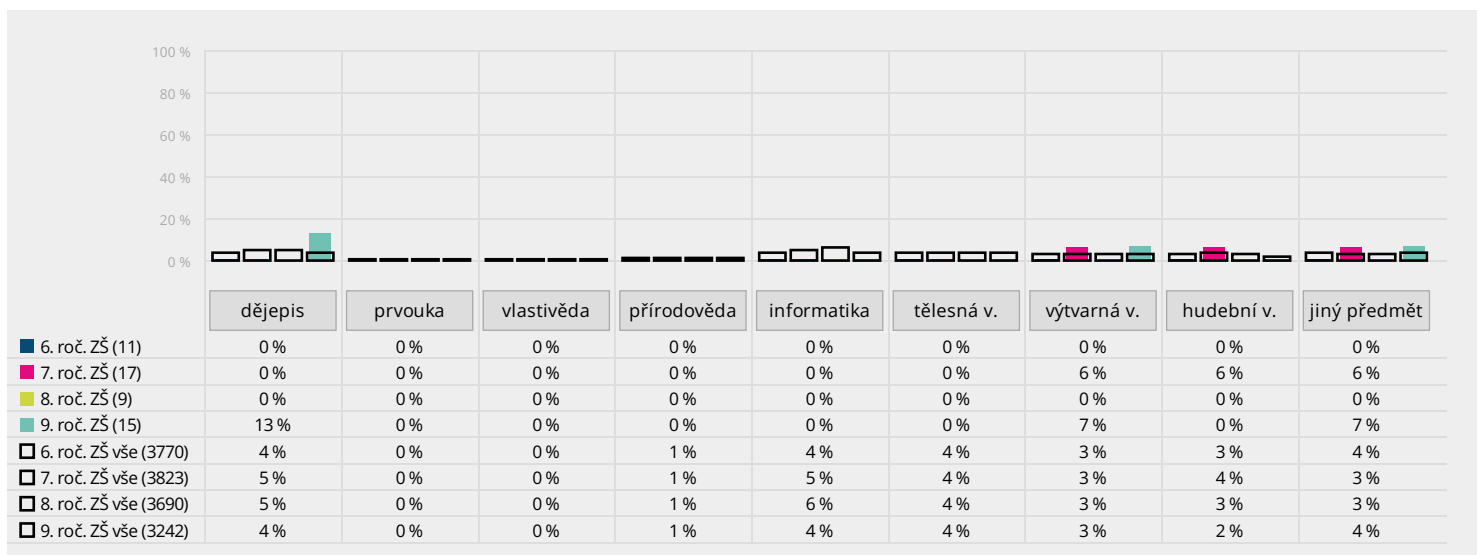 100 %
80 %
60 %
40 %
20 %
0 %
dějepis prvouka vlastivěda přírodověda informatika tělesná v. výtvarná v. hudební v. jiný předmět
6. roč. ZŠ (11) 0 % 0 % 0 % 0 % 0 % 0 % 0 % 0 % 0 %
7. roč. ZŠ (17) 0 % 0 % 0 % 0 % 0 % 0 % 6 % 6 % 6 %
8. roč. ZŠ (9) 0 % 0 % 0 % 0 % 0 % 0 % 0 % 0 % 0 %
9. roč. ZŠ (15) 13 % 0 % 0 % 0 % 0 % 0 % 7 % 0 % 7 %
6. roč. ZŠ vše (3770) 4 % 0 % 0 % 1 % 4 % 4 % 3 % 3 % 4 %
7. roč. ZŠ vše (3823) 5 % 0 % 0 % 1 % 5 % 4 % 3 % 4 % 3 %
8. roč. ZŠ vše (3690) 5 % 0 % 0 % 1 % 6 % 4 % 3 % 3 % 3 %
9. roč. ZŠ vše (3242) 4 % 0 % 0 % 1 % 4 % 4 % 3 % 2 % 4 %